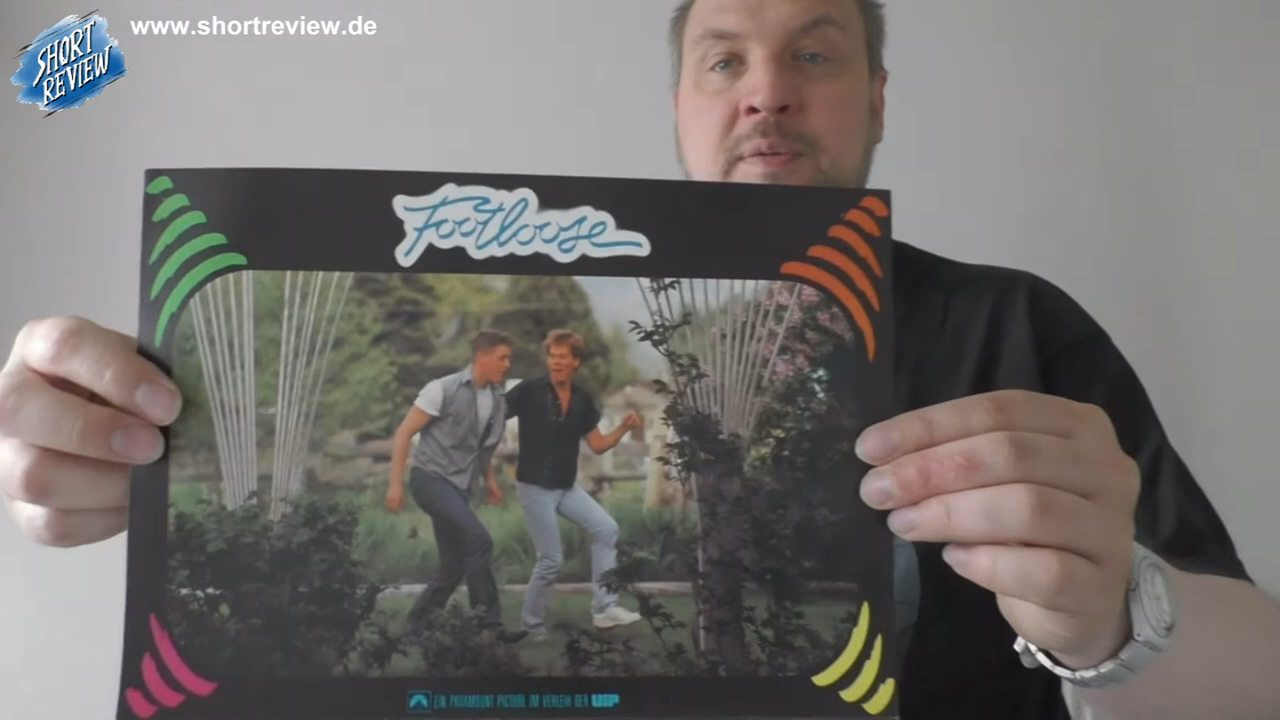 www.shortreview.de
SHORT
REVIEW
Footloose
EIN PARAMOUNT PICTURE IM VERLEIH DER UIP